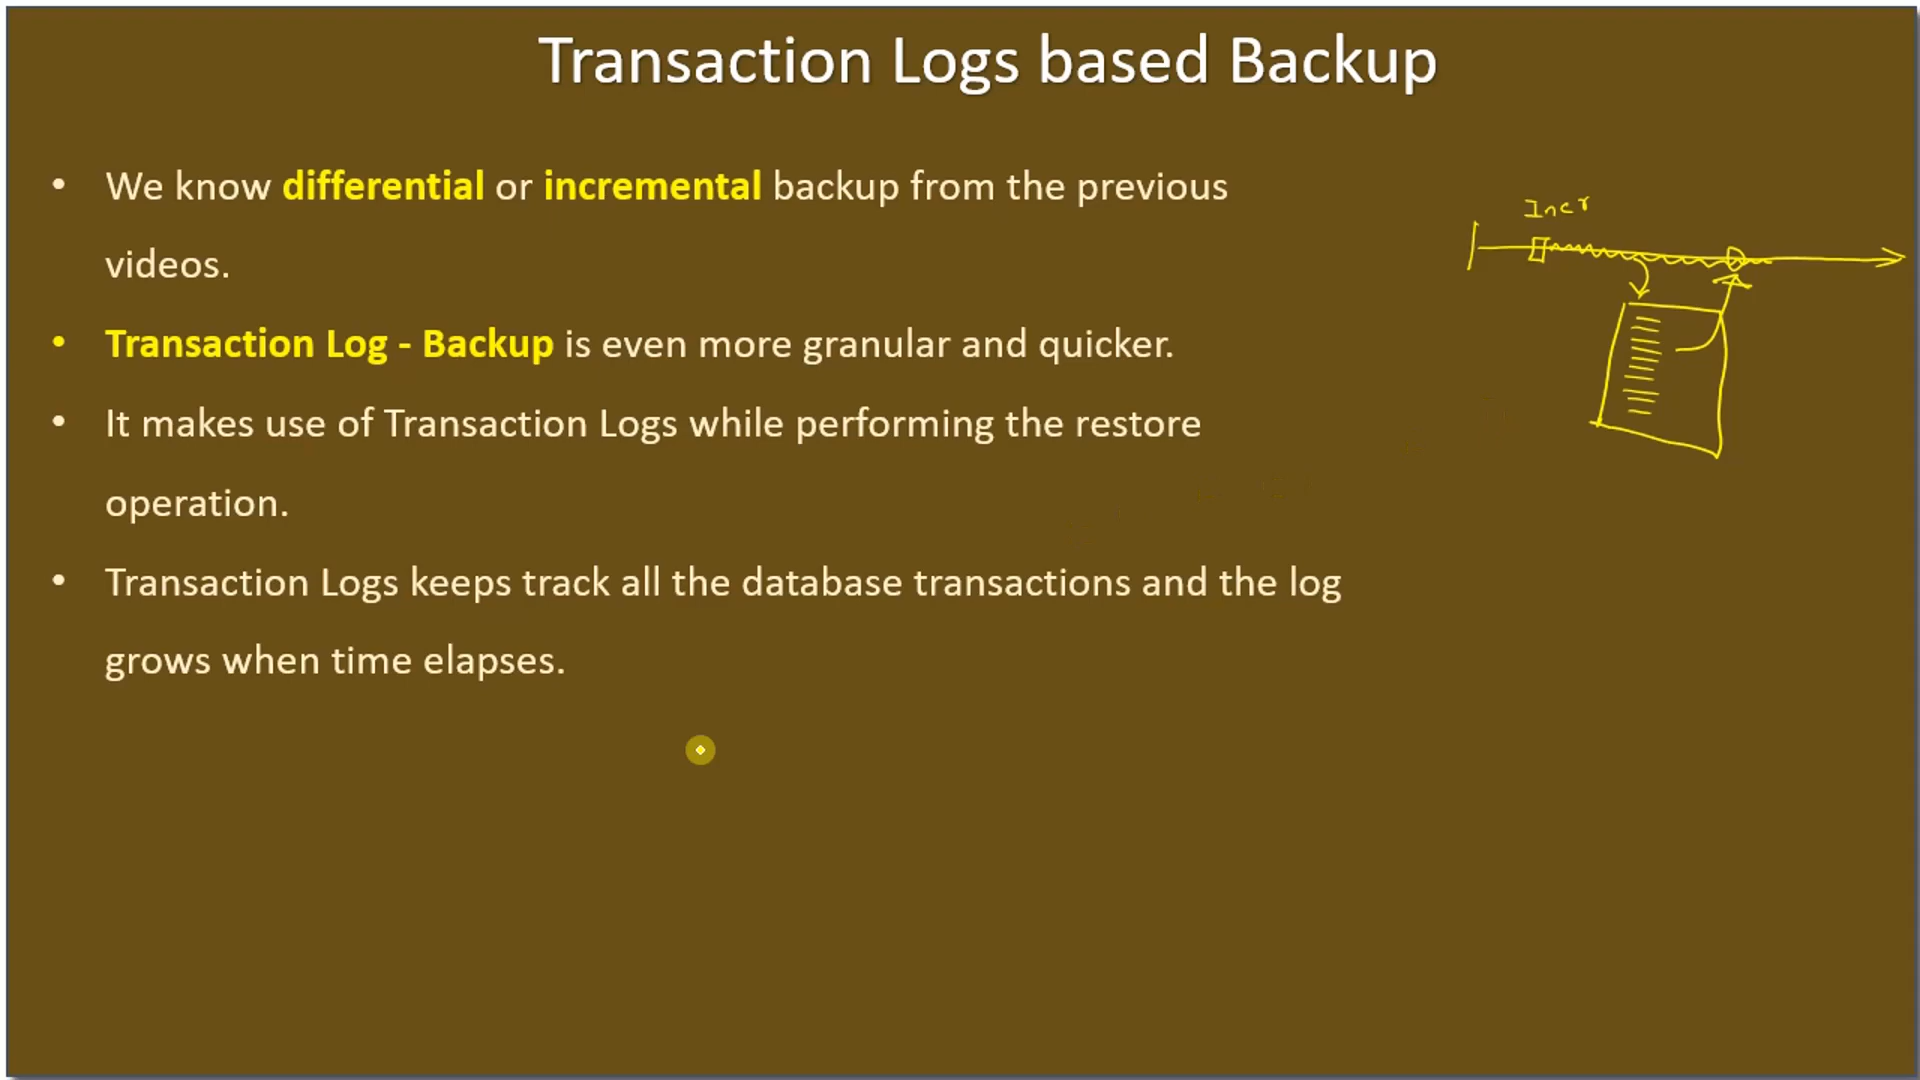 Transaction Logs based Backup
• We know differential or incremental backup from the previous
videos.
• Transaction Log - Backup is even more granular and quicker.
• It makes use of Transaction Logs while performing the restore
operation.
• Transaction Logs keeps track all the database transactions and the log
grows when time elapses.
Incr